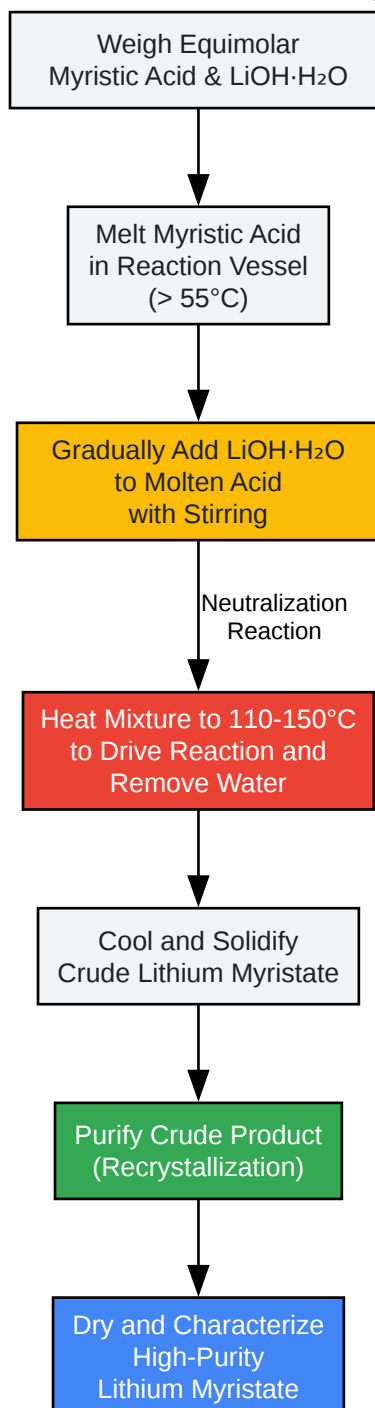 Weigh Equimolar
Myristic Acid & LiOH·H₂O
Melt Myristic Acid
in Reaction Vessel
(> 55°C)
Gradually Add LiOH·H₂O
to Molten Acid
with Stirring
Neutralization
Reaction
Heat Mixture to 110-150°C
to Drive Reaction and
Remove Water
Cool and Solidify
Crude Lithium Myristate
Purify Crude Product
(Recrystallization)
Dry and Characterize
High-Purity
Lithium Myristate